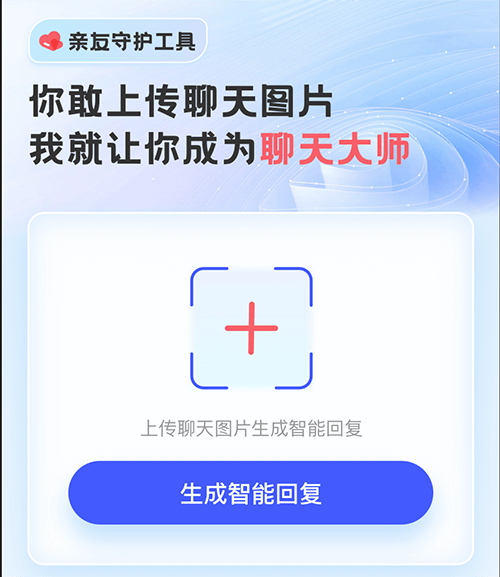 亲友守护工具
你敢上传聊天图片
我就让你成为聊天大师
上传聊天图片生成智能回复
生成智能回复